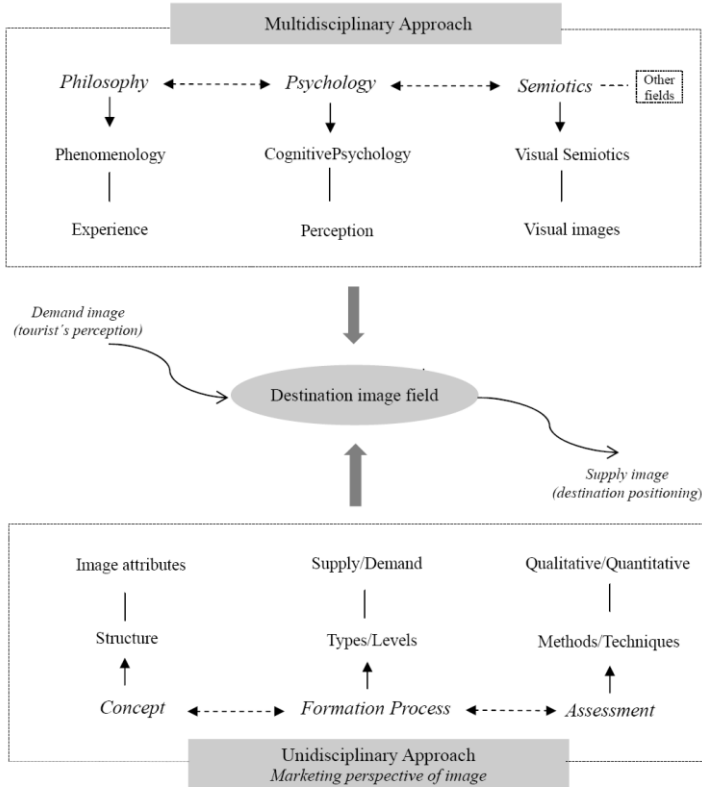 Multidisciplinary Approach
Philosophy
Psychology
Semiotics
Other
fields
Phenomenology
CognitivePsychology
Visual Semiotics
Experience
Perception
Visual images
Demand image
(tourist´s perception)
Destination image field
Supply image
(destination positioning)
Image attributes
Supply/Demand
Qualitative/Quantitative
Structure
Types/Levels
Methods/Techniques
Concept
Formation Process
Assessment
Unidisciplinary Approach
Marketing perspective of image